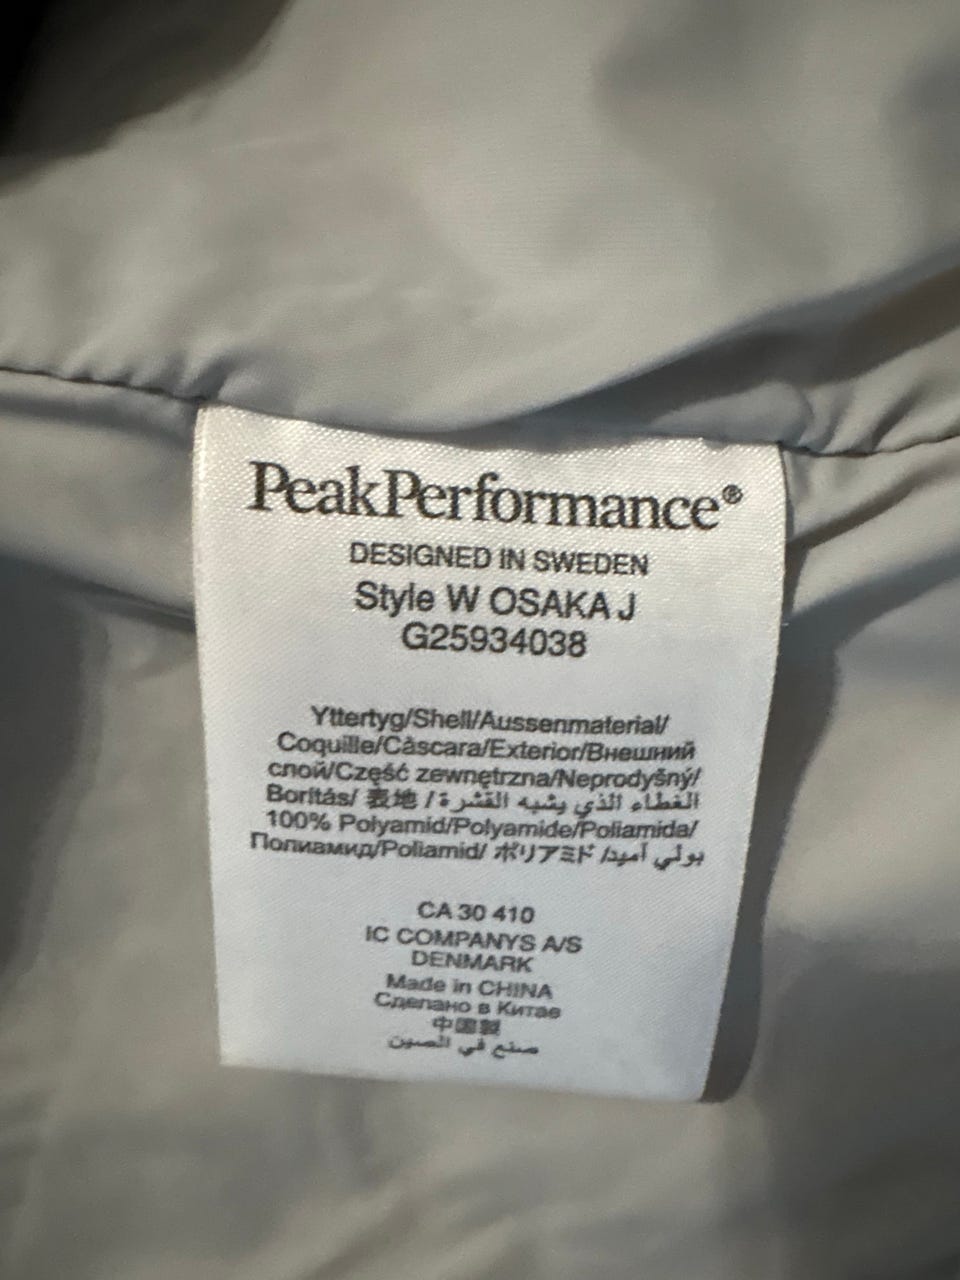 PeakPerformance®
DESIGNED IN SWEDEN
Style W OSAKA J
G25934038
Yttertyg/Shell/Aussenmaterial/
Coquille/Cáscara/Exterior/Внешний
слой/Część zewnętrzna/Neprodyšný/
Borítás/ 表地 / الغطاء الذي يشبه القشرة
100% Polyamid/Polyamide/Poliamida/
Полиамид/Poliamid/ ポリアミド /بولي أميد
CA 30 410
IC COMPANYS A/S
DENMARK
Made in CHINA
Сделано в Китае
中国製
صنع في الصين